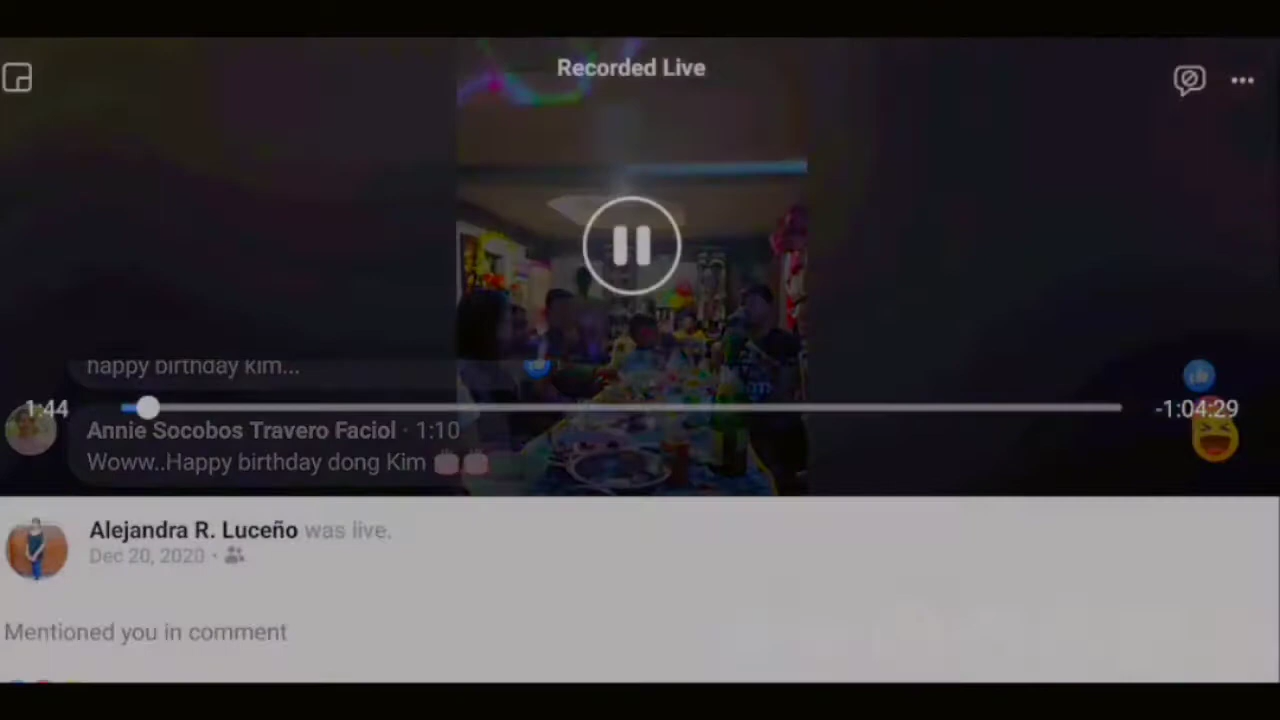 Recorded Live
happy birthday kim...
1:44
-1:04:29
Annie Socobos Travero Faciol · 1:10
Woww..Happy birthday dong Kim 🎂🎂
Alejandra R. Luceño was live.
Dec 20, 2020 ·
Mentioned you in comment